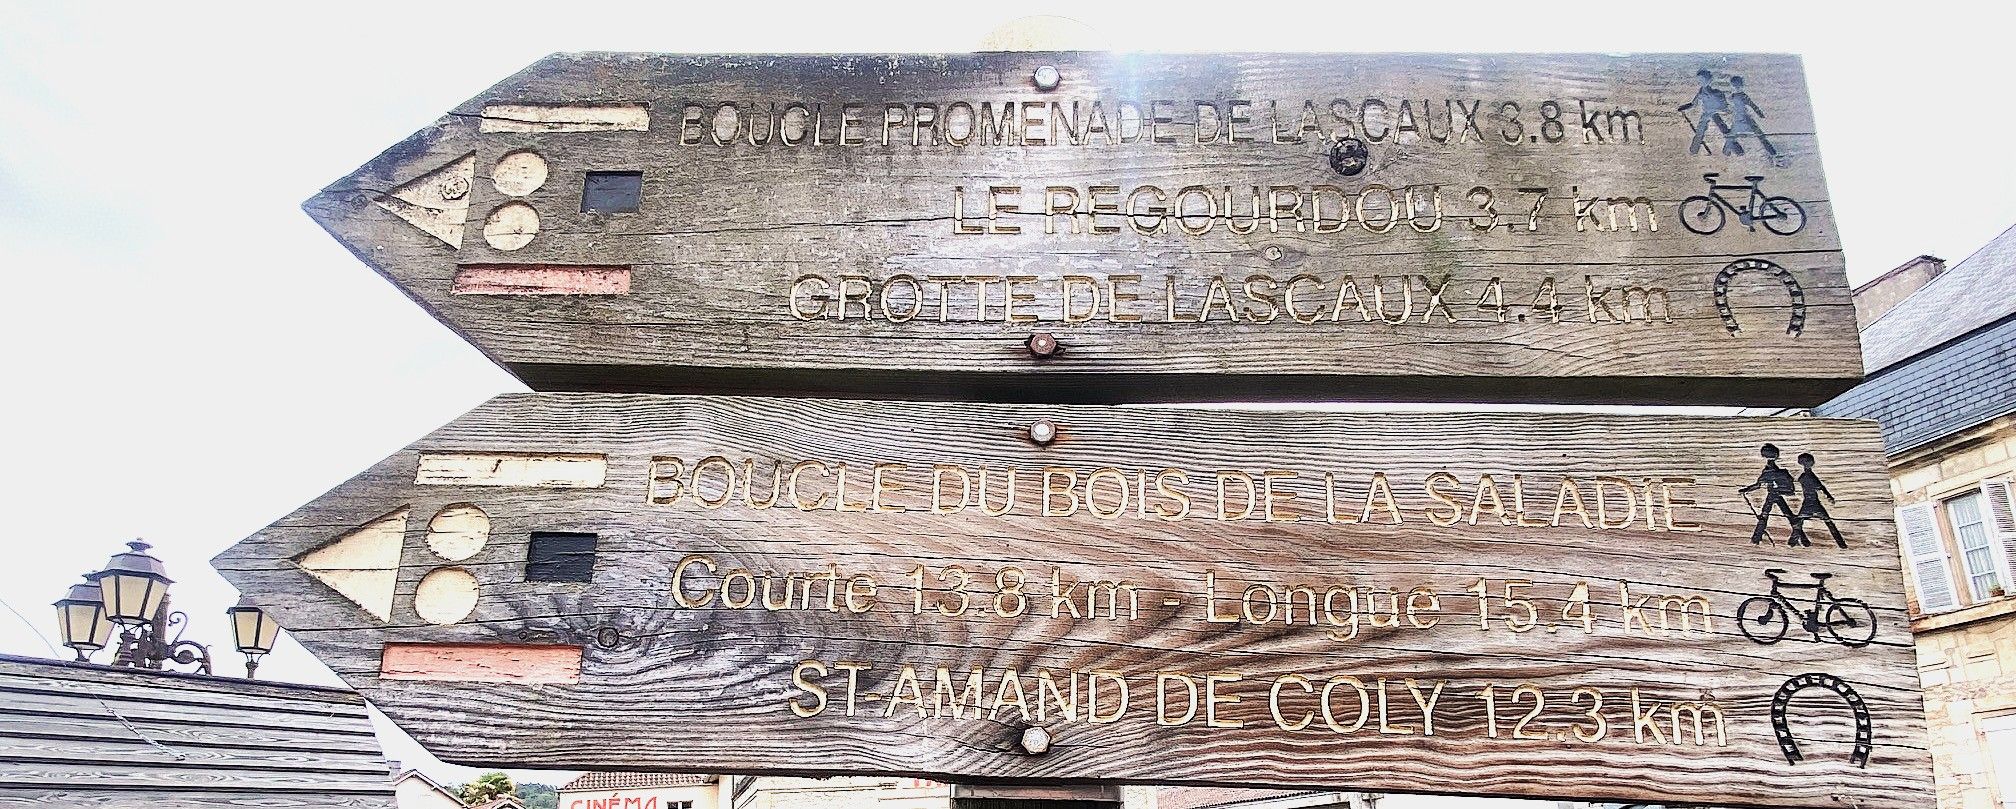 BOUCLE PROMENADE DE LASCAUX 3.8 km
LE REGOURDOU 3.7 km
GROTTE DE LASCAUX 4.4 km
BOUCLE DU BOIS DE LA SALADIE
Courte 13.8 km - Longue 15.4 km
ST-AMAND DE COLY 12.3 km
CINÉMA